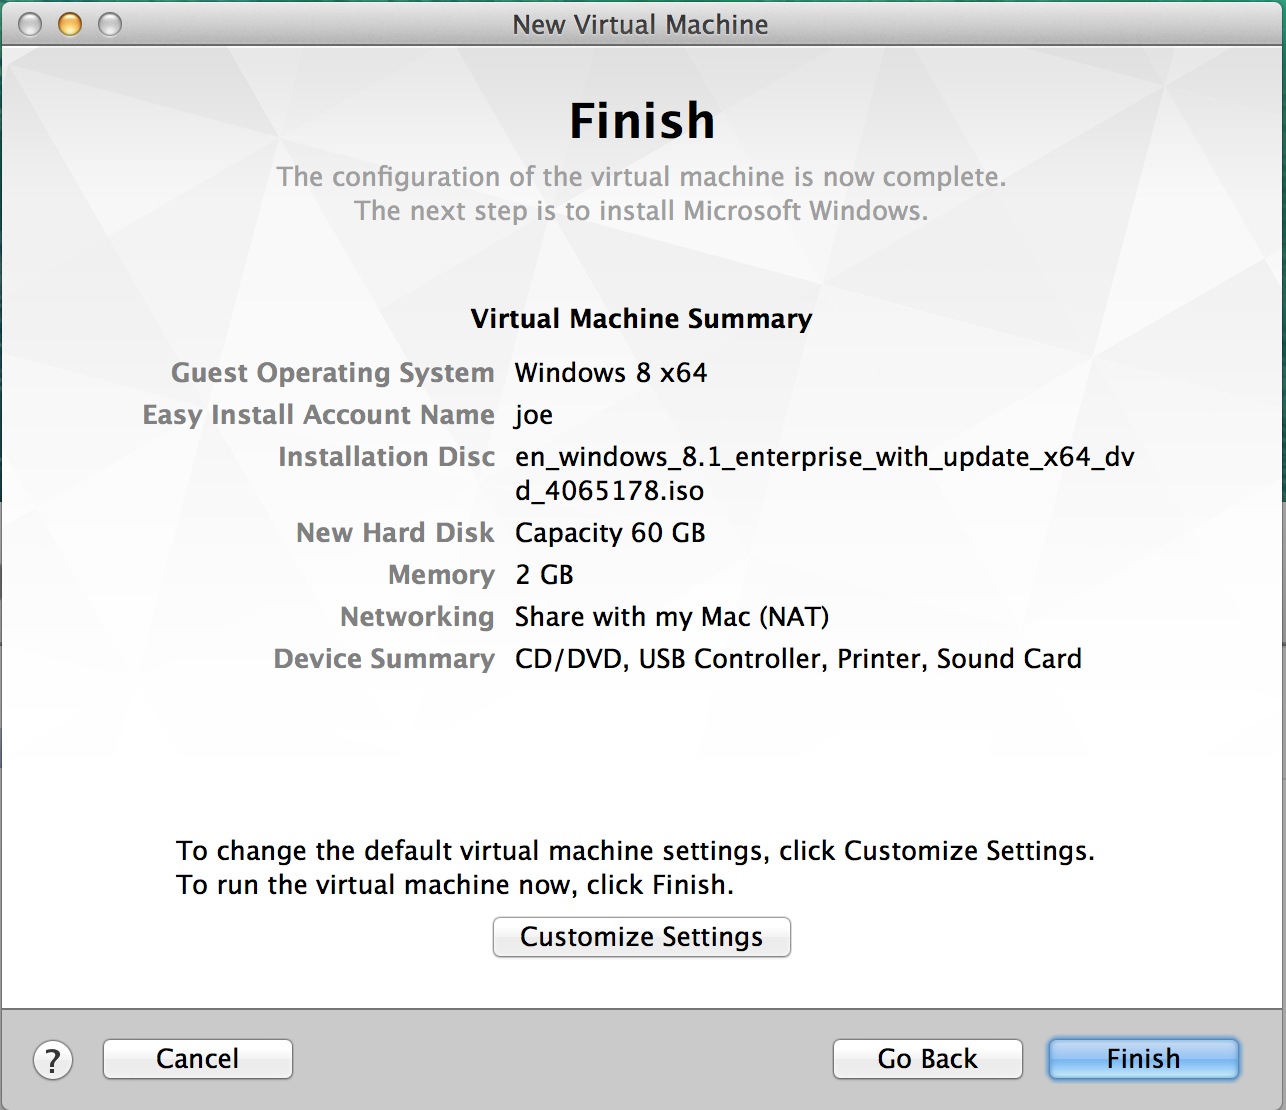 New Virtual Machine
Finish
The configuration of the virtual machine is now complete.
The next step is to install Microsoft Windows.
Virtual Machine Summary
Guest Operating System Windows 8 x64
Easy Install Account Name joe
Installation Disc en_windows_8.1_enterprise_with_update_x64_dv
d_4065178.iso
New Hard Disk Capacity 60 GB
Memory 2 GB
Networking Share with my Mac (NAT)
Device Summary CD/DVD, USB Controller, Printer, Sound Card
To change the default virtual machine settings, click Customize Settings.
To run the virtual machine now, click Finish.
Customize Settings
? Cancel Go Back Finish